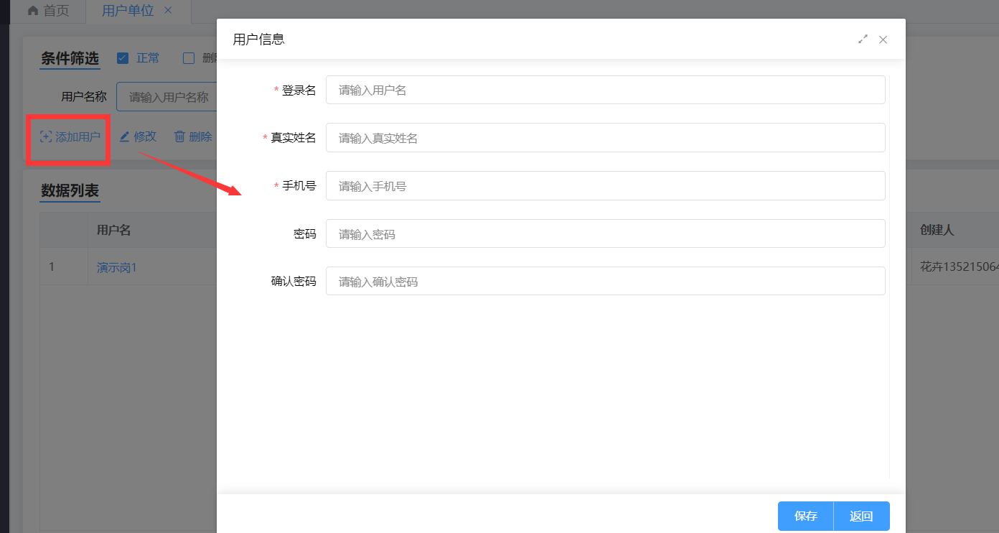 首页 用户单位
用户信息
条件筛选 正常
用户名称 请输入用户名称
添加用户 修改 删除
数据列表
用户名
1 演示岗1
* 登录名 请输入用户名
* 真实姓名 请输入真实姓名
* 手机号 请输入手机号
密码 请输入密码
确认密码 请输入确认密码
创建人
花卉135215064
保存 返回